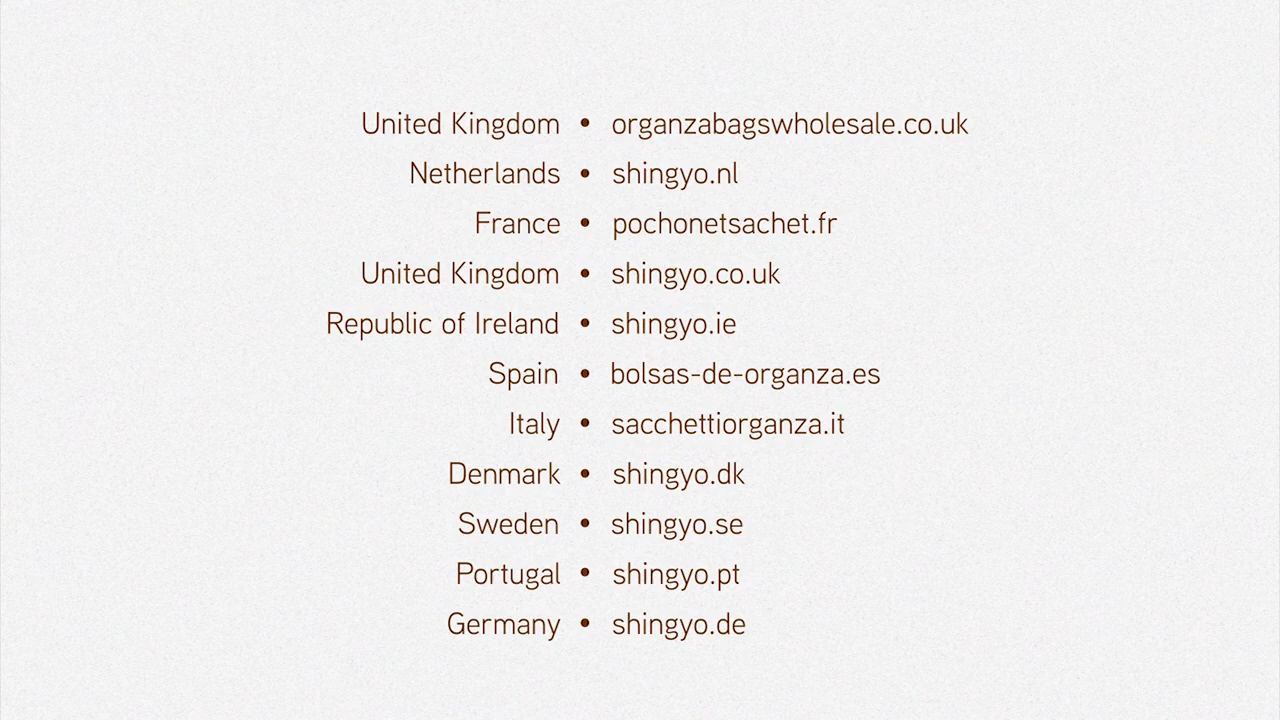 United Kingdom • organzabagswholesale.co.uk
Netherlands • shingyo.nl
France • pochonetsachet.fr
United Kingdom • shingyo.co.uk
Republic of Ireland • shingyo.ie
Spain • bolsas-de-organza.es
Italy • sacchettiorganza.it
Denmark • shingyo.dk
Sweden • shingyo.se
Portugal • shingyo.pt
Germany • shingyo.de